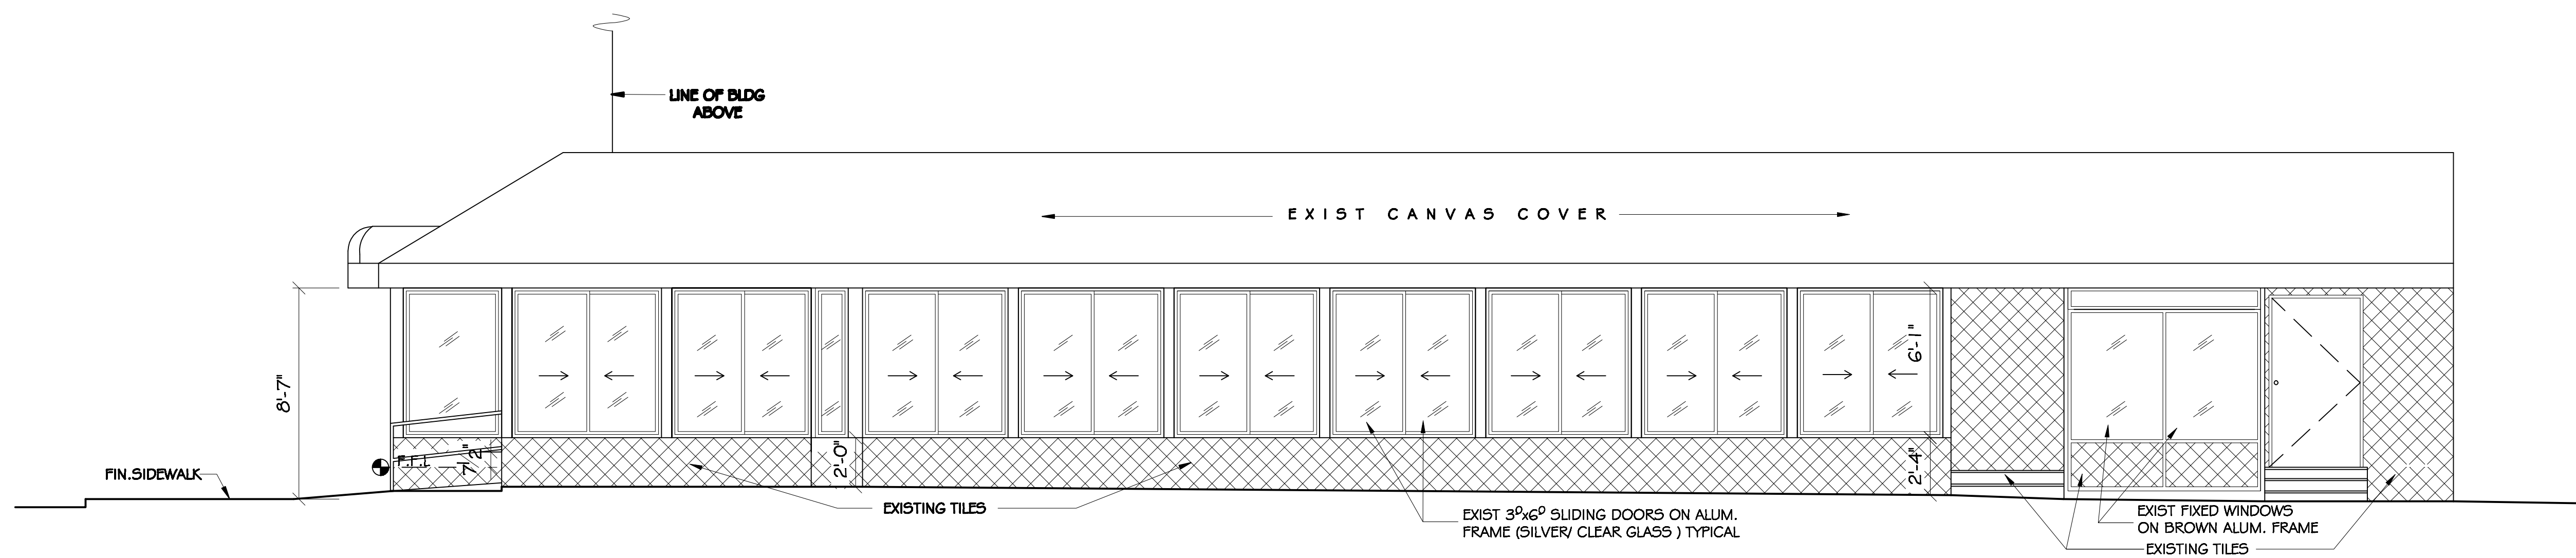 LINE OF BLDG
ABOVE
EXIST CANVAS COVER
8'-7"
6'-1"
F.F.L
7'2"
2'-0"
2'-4"
FIN.SIDEWALK
EXISTING TILES
EXIST 3⁰x6⁰ SLIDING DOORS ON ALUM.
FRAME (SILVER/ CLEAR GLASS ) TYPICAL
EXIST FIXED WINDOWS
ON BROWN ALUM. FRAME
EXISTING TILES